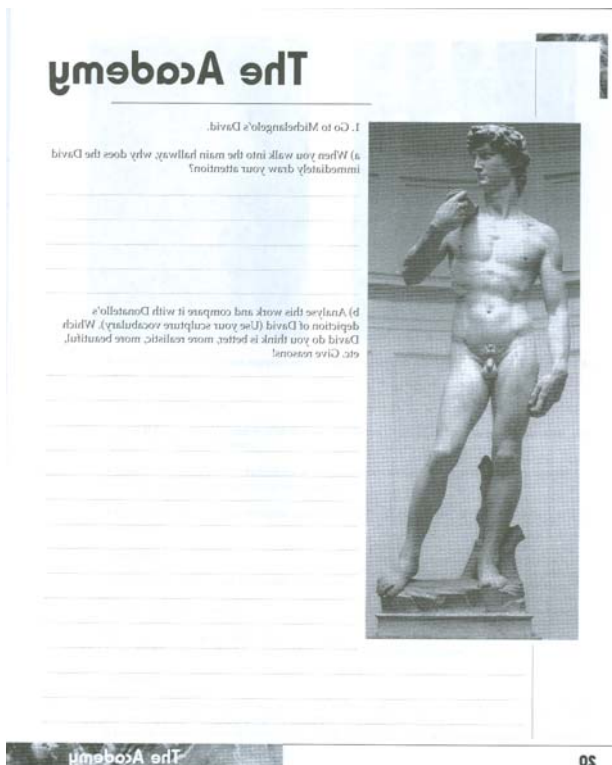 The Academy
1. Go to Michelangelo's David.
a) When you walk into the main hallway, why does the David
immediately draw your attention?
b) Analyse this work and compare it with Donatello's
depiction of David (Use your sculpture vocabulary). Which
David do you think is better, more realistic, more beautiful,
etc. Give reasons!
20
The Academy